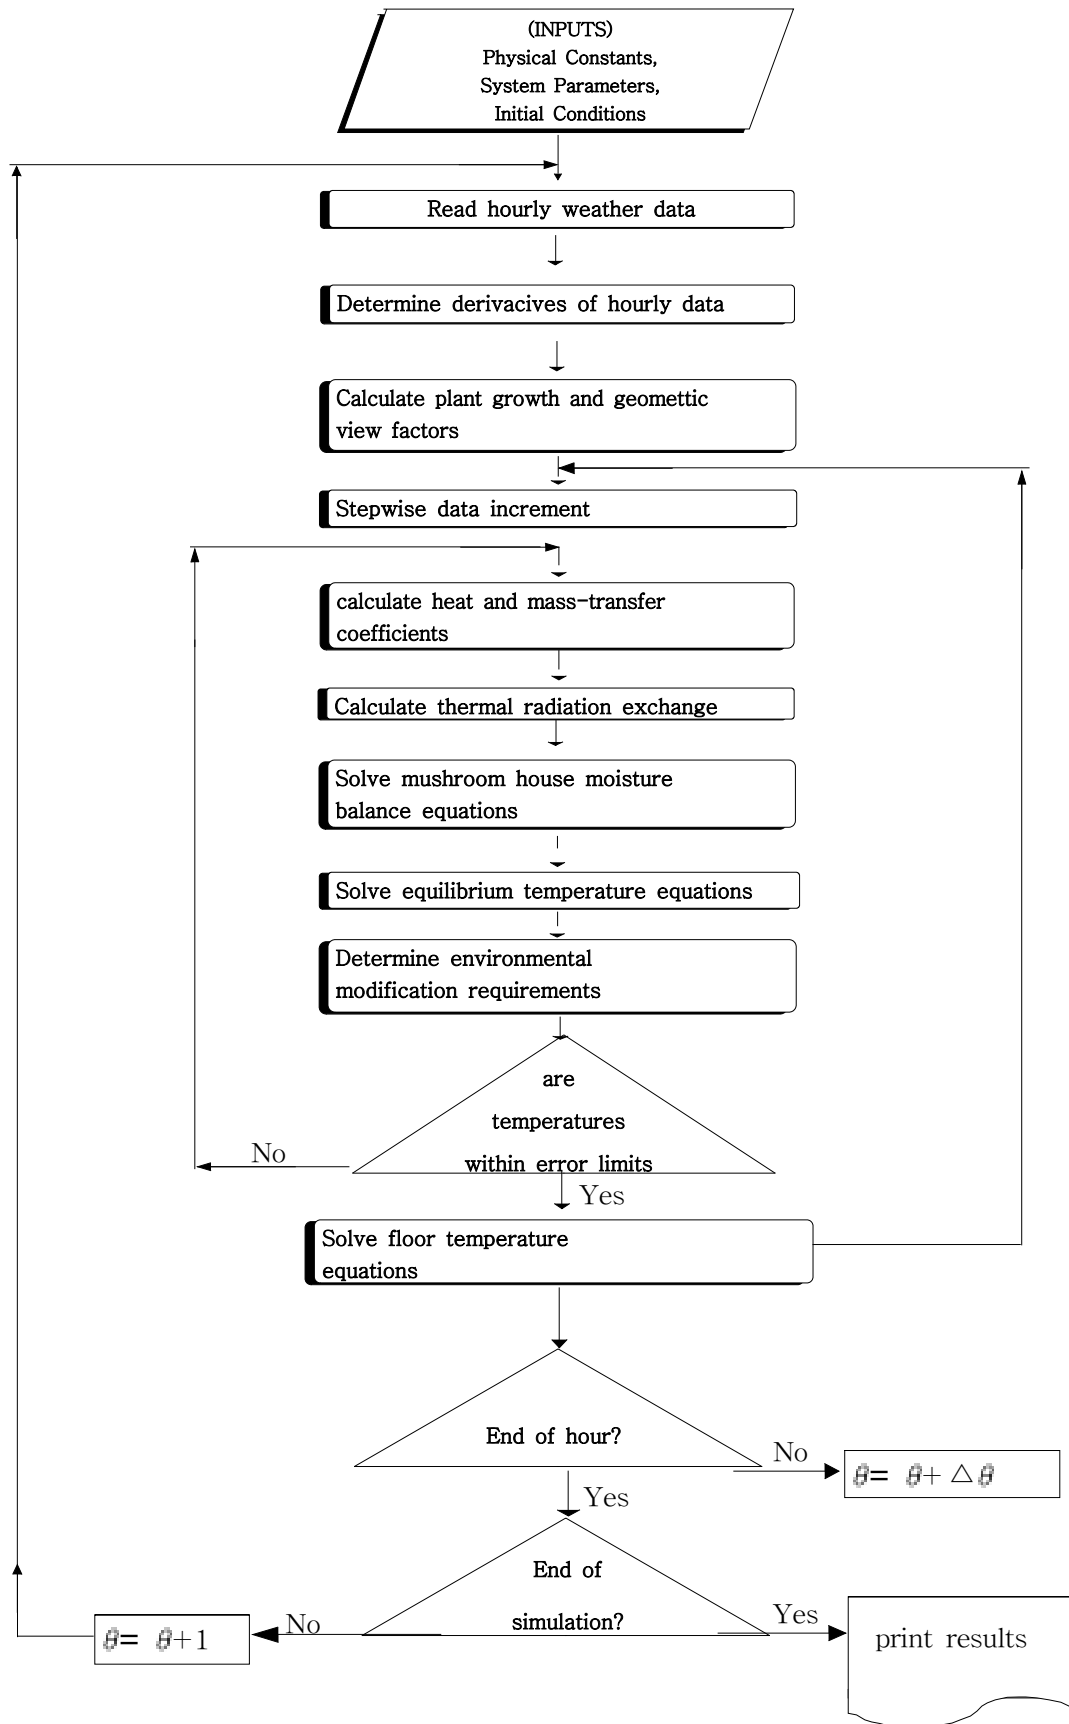 (INPUTS)
Physical Constants,
System Parameters,
Initial Conditions
Read hourly weather data
Determine derivacives of hourly data
Calculate plant growth and geomettic
view factors
Stepwise data increment
calculate heat and mass-transfer
coefficients
Calculate thermal radiation exchange
Solve mushroom house moisture
balance equations
Solve equilibrium temperature equations
Determine environmental
modification requirements
are
temperatures
within error limits
No
Yes
Solve floor temperature
equations
End of hour?
No
θ= θ+△θ
Yes
End of
simulation?
No
θ= θ+1
Yes
print results